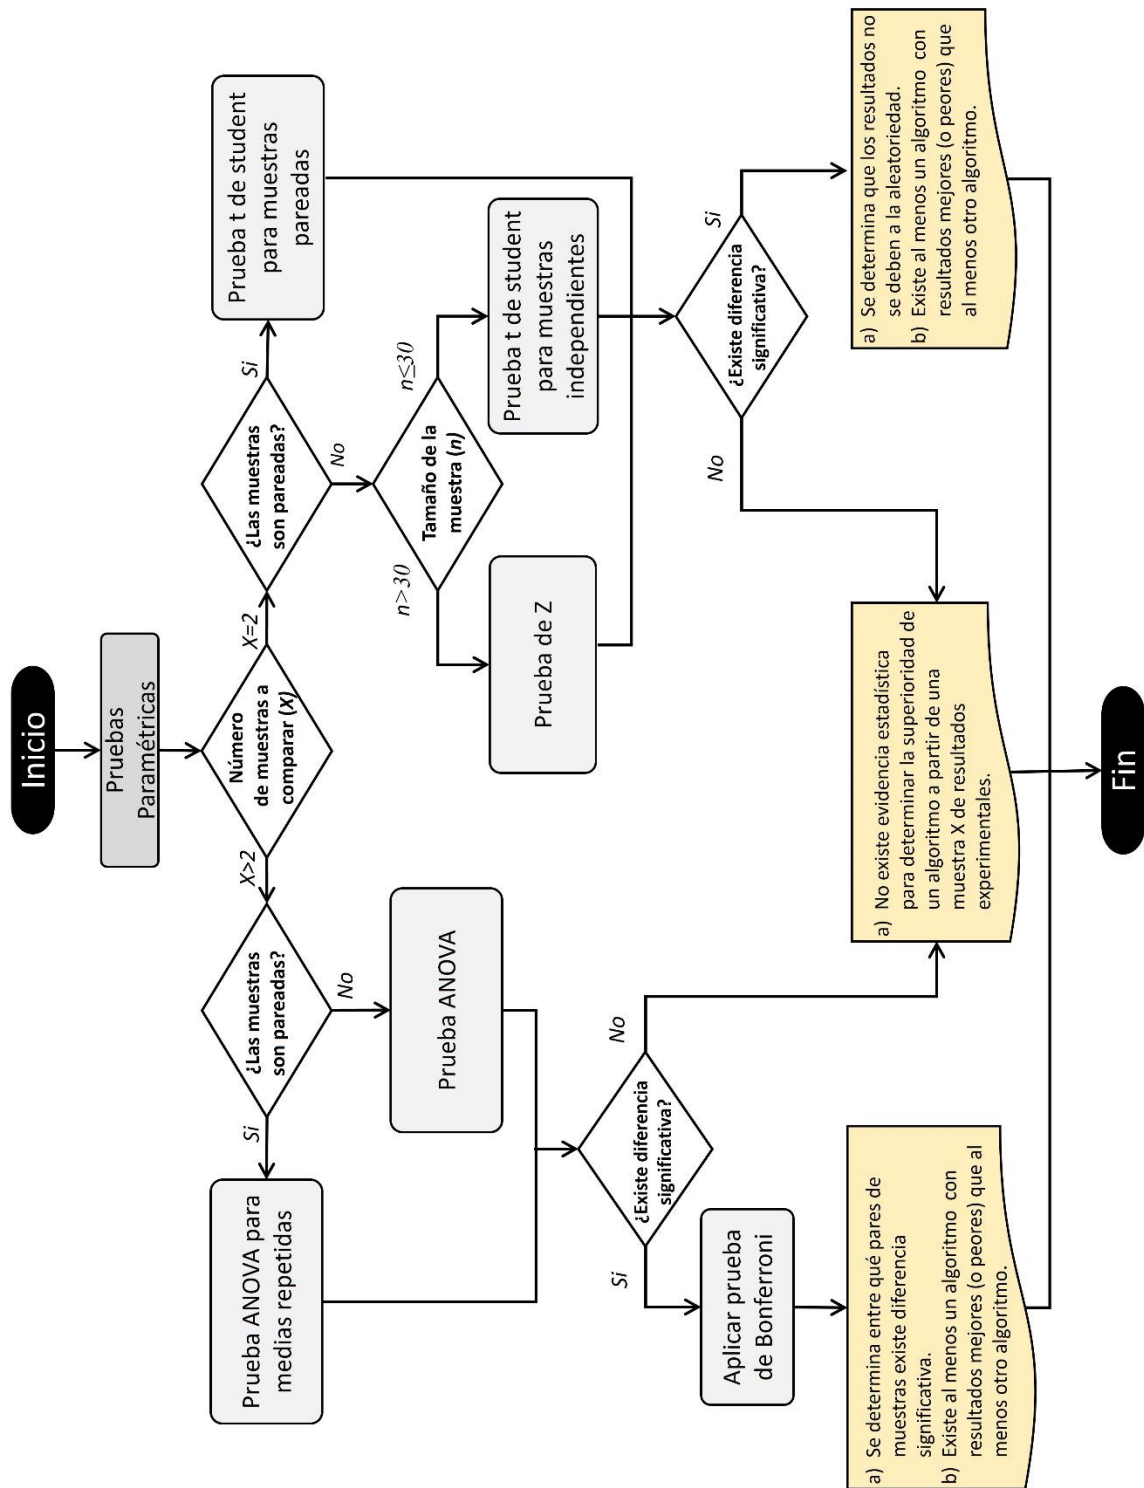 Inicio
Pruebas
Paramétricas
Número
de muestras a
comparar (X)
X>2
X=2
¿Las muestras
son pareadas?
Si
No
Prueba ANOVA para
medias repetidas
Prueba ANOVA
¿Existe diferencia
significativa?
Si
No
Aplicar prueba
de Bonferroni
a) Se determina entre qué pares de
muestras existe diferencia
significativa.
b) Existe al menos un algoritmo con
resultados mejores (o peores) que al
menos otro algoritmo.
¿Las muestras
son pareadas?
Si
No
Prueba t de student
para muestras
pareadas
Tamaño de la
muestra (n)
n>30
n≤30
Prueba de Z
Prueba t de student
para muestras
independientes
¿Existe diferencia
significativa?
No
Si
a) No existe evidencia estadística
para determinar la superioridad de
un algoritmo a partir de una
muestra X de resultados
experimentales.
a) Se determina que los resultados no
se deben a la aleatoriedad.
b) Existe al menos un algoritmo con
resultados mejores (o peores) que
al menos otro algoritmo.
Fin